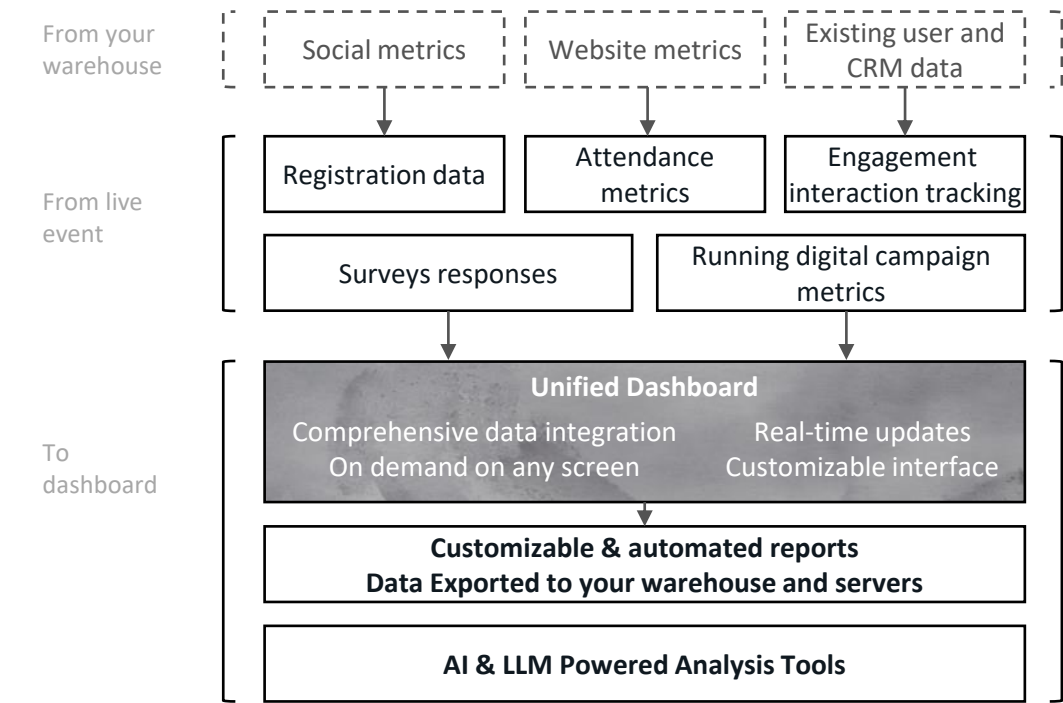 From your
warehouse
Social metrics
Website metrics
Existing user and
CRM data
From live
event
Registration data
Attendance
metrics
Engagement
interaction tracking
Surveys responses
Running digital campaign
metrics
To
dashboard
Unified Dashboard
Comprehensive data integration
On demand on any screen
Real-time updates
Customizable interface
Customizable & automated reports
Data Exported to your warehouse and servers
AI & LLM Powered Analysis Tools